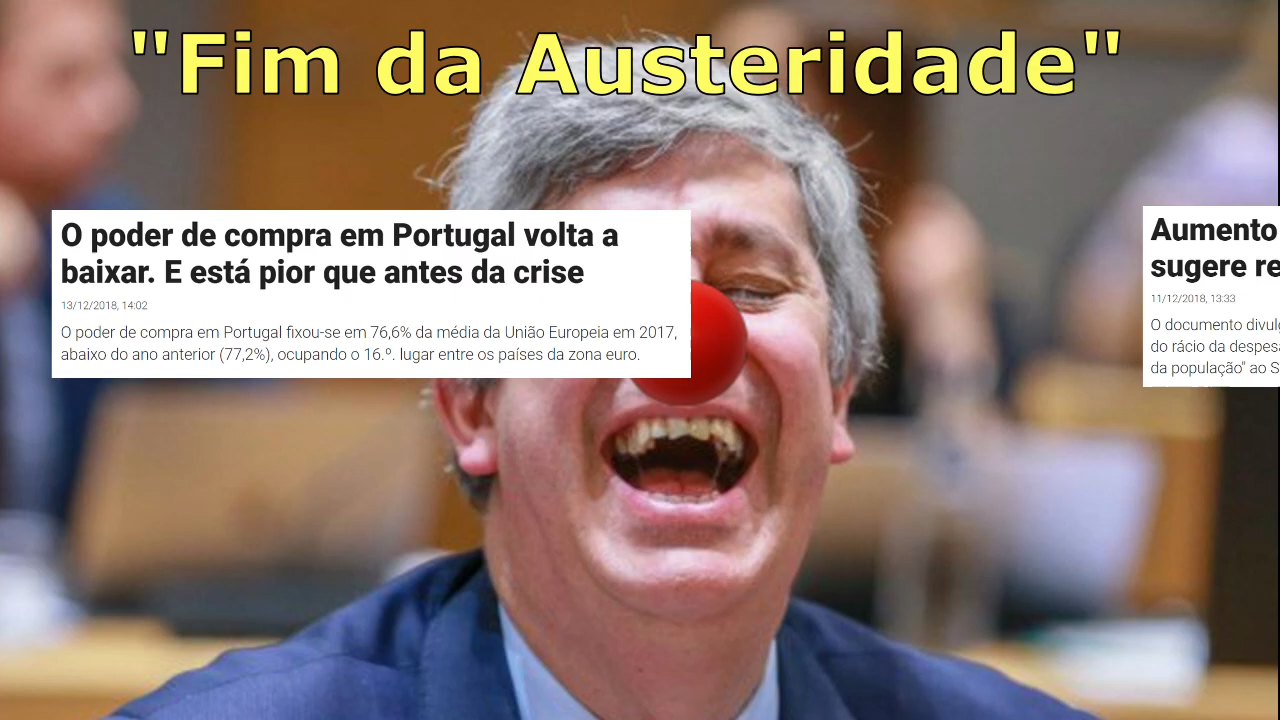 "Fim da Austeridade"
O poder de compra em Portugal volta a
baixar. E está pior que antes da crise
13/12/2018, 14:02
O poder de compra em Portugal fixou-se em 76,6% da média da União Europeia em 2017,
abaixo do ano anterior (77,2%), ocupando o 16.º. lugar entre os países da zona euro.
Aumento
sugere
11/12/2018, 13:33
O documento
do rácio da
da população" ao